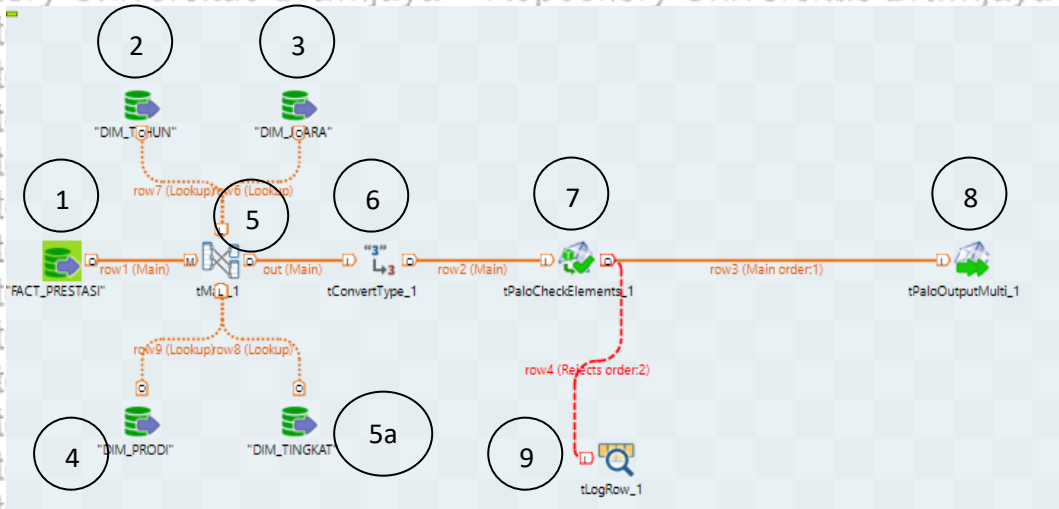 2
3
"DIM_TAHUN"
"DIM_JUARA"
row7 (Lookup)
row6 (Lookup)
1
5
6
7
8
"3"
3
row1 (Main)
out (Main)
row2 (Main)
row3 (Main order:1)
"FACT_PRESTASI"
tMap_1
tConvertType_1
tPaloCheckElements_1
tPaloOutputMulti_1
row9 (Lookup)
row8 (Lookup)
row4 (Rejects order:2)
4
"DIM_PRODI"
"DIM_TINGKAT"
5a
9
tLogRow_1